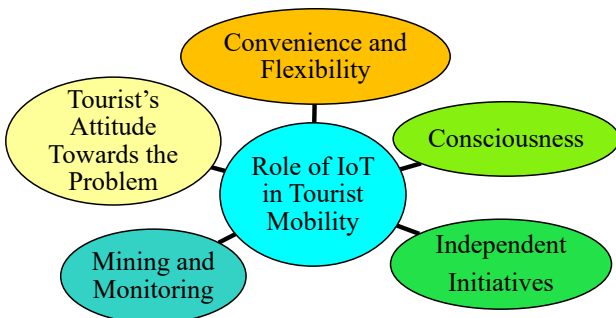 Convenience and
Flexibility
Tourist's
Attitude
Towards the
Problem
Consciousness
Role of IoT
in Tourist
Mobility
Mining and
Monitoring
Independent
Initiatives